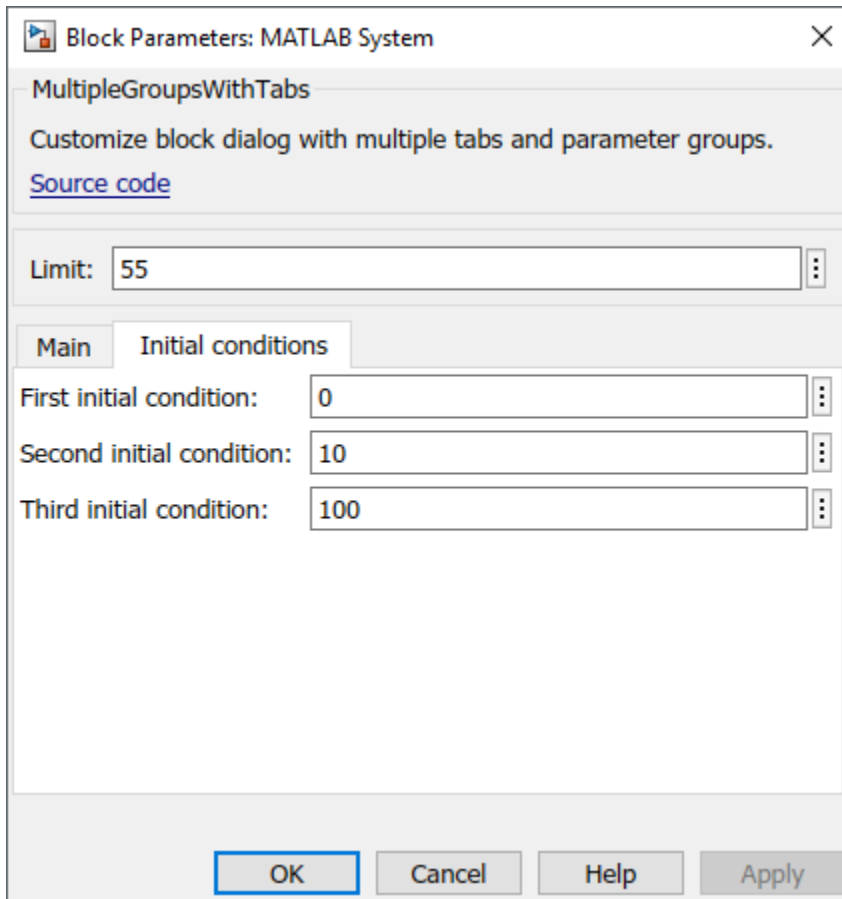 Block Parameters: MATLAB System
MultipleGroupsWithTabs
Customize block dialog with multiple tabs and parameter groups.
Source code
Limit: 55
Main Initial conditions
First initial condition: 0
Second initial condition: 10
Third initial condition: 100
OK Cancel Help Apply